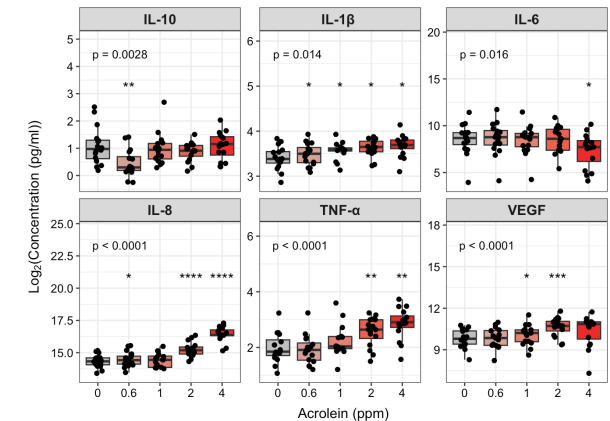 IL-10 IL-1β IL-6
p = 0.0028 p = 0.014 p = 0.016
** * * * * *
5 4 3 2 1 0
6 5 4 3
20 15 10 5
IL-8 TNF-α VEGF
p < 0.0001 p < 0.0001 p < 0.0001
* **** **** ** ** * ***
25.0 22.5 20.0 17.5 15.0
6 4 2
18 15 12 9
0 0.6 1 2 4 0 0.6 1 2 4 0 0.6 1 2 4
Log2(Concentration (pg/ml))
Acrolein (ppm)